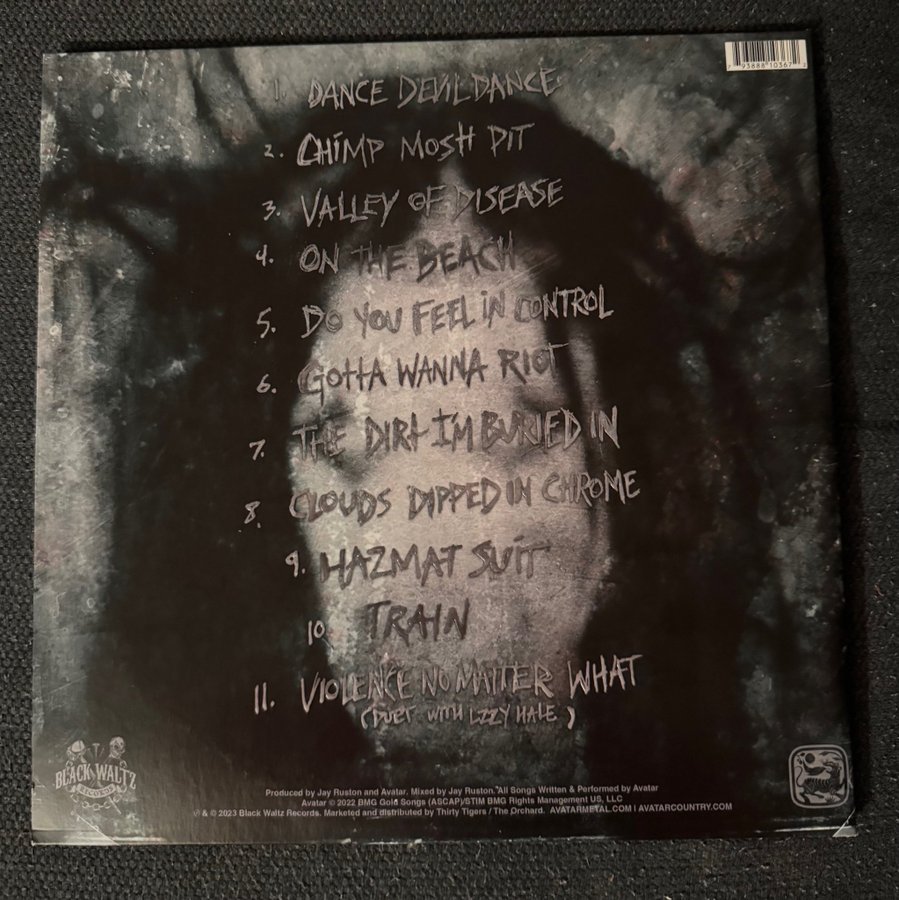 7 93888 10367 2
1. DANCE DEVIL DANCE
2. CHIMP MOSH PIT
3. VALLEY OF DISEASE
4. ON THE BEACH
5. DO YOU FEEL IN CONTROL
6. GOTTA WANNA RIOT
7. THE DIRT I'M BURIED IN
8. CLOUDS DIPPED IN CHROME
9. HAZMAT SUIT
10. TRAIN
11. VIOLENCE NO MATTER WHAT
(DUET WITH LZZY HALE)
BLACK WALTZ
RECORDS
Produced by Jay Ruston and Avatar. Mixed by Jay Ruston. All Songs Written & Performed by Avatar
Avatar © 2022 BMG Gold Songs (ASCAP)/STIM BMG Rights Management US, LLC
℗ & © 2023 Black Waltz Records. Marketed and distributed by Thirty Tigers / The Orchard. AVATARMETAL.COM I AVATARCOUNTRY.COM